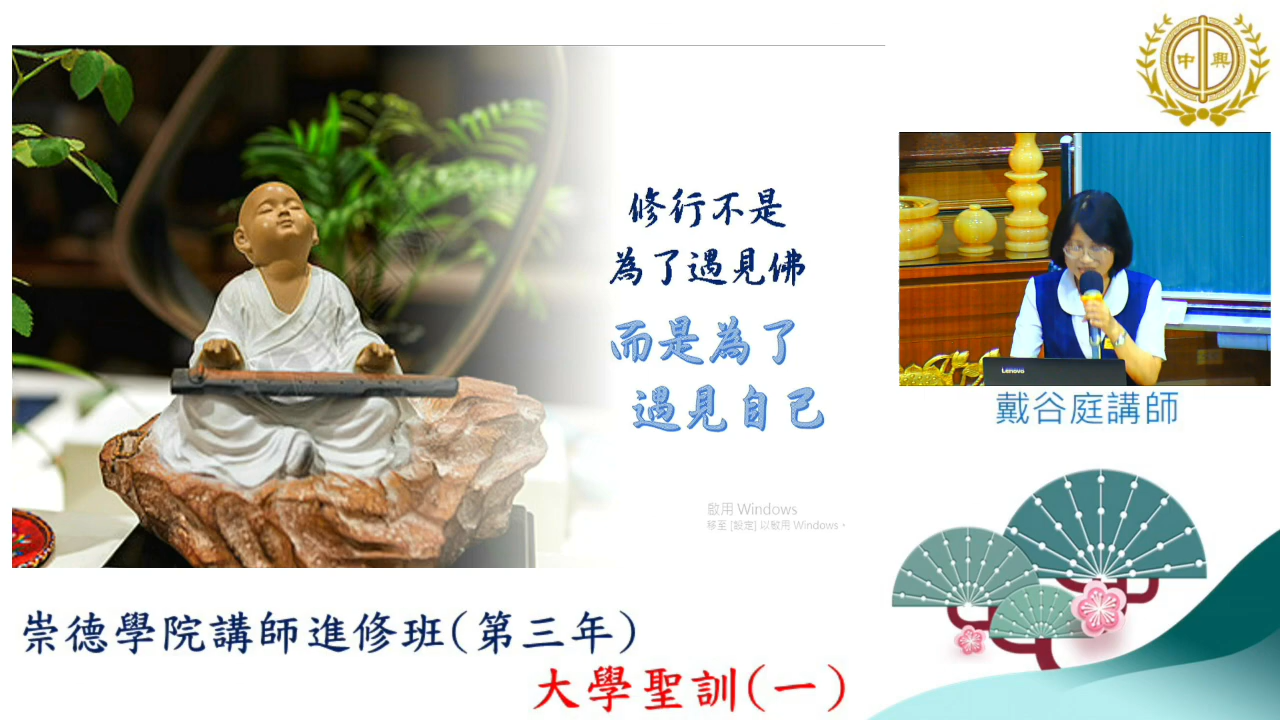 中興
修行不是
為了遇見佛
而是為了
遇見自己
Lenovo
戴谷庭講師
啟用 Windows
移至 [設定] 以啟用 Windows。
崇德學院講師進修班(第三年)
大學聖訓(一)